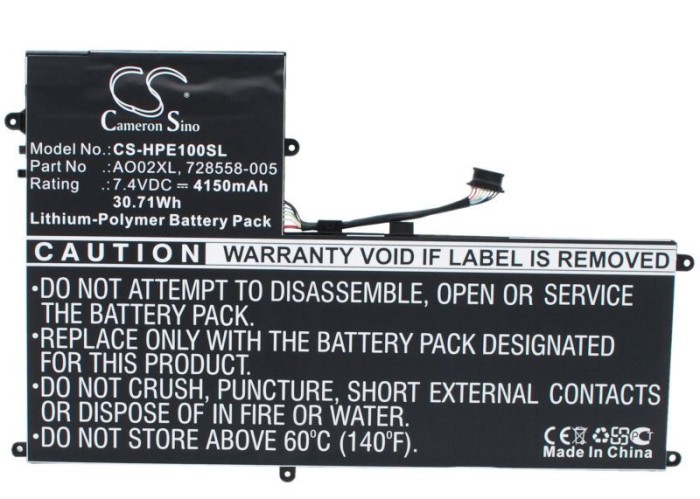 CS
Cameron Sino
Model No.: CS-HPE100SL
Part No : AO02XL, 728558-005
Rating : 7.4VDC ⎓ 4150mAh
30.71Wh
Lithium-Polymer Battery Pack
CAUTION WARRANTY VOID IF LABEL IS REMOVED
•DO NOT ATTEMPT TO DISASSEMBLE, OPEN OR SERVICE
THE BATTERY PACK.
•REPLACE ONLY WITH THE BATTERY PACK DESIGNATED
FOR THIS PRODUCT.
•DO NOT CRUSH, PUNCTURE, SHORT EXTERNAL CONTACTS
OR DISPOSE OF IN FIRE OR WATER.
•DO NOT STORE ABOVE 60°C (140°F).
CE
Made In China